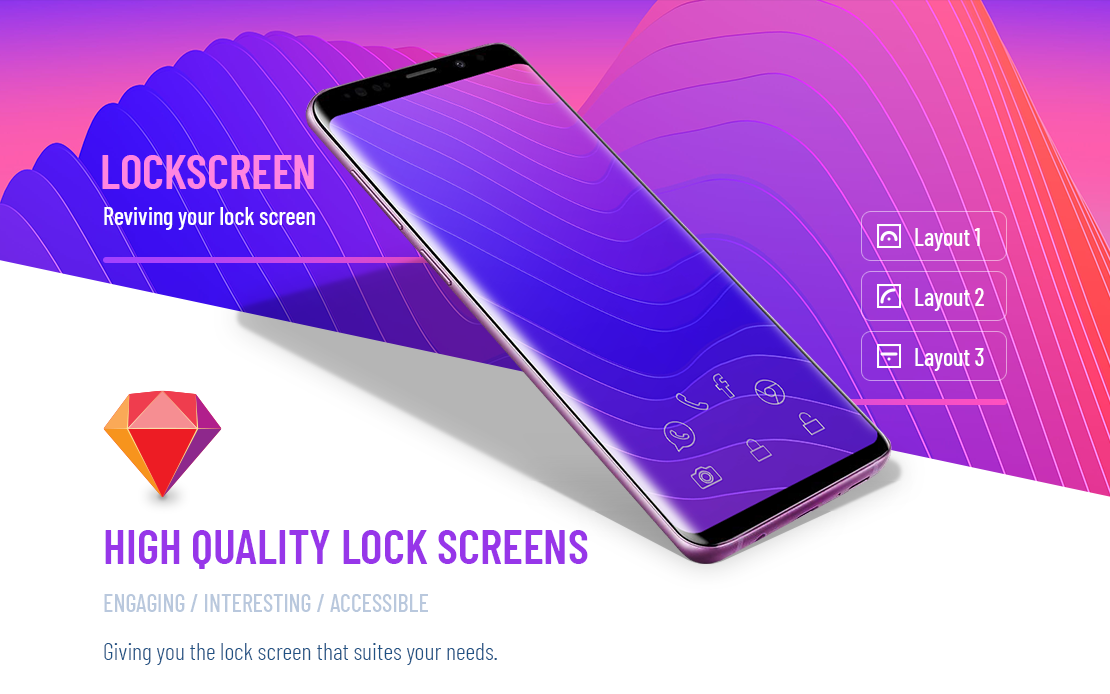 LOCKSCREEN
Reviving your lock screen
Layout 1
Layout 2
Layout 3
HIGH QUALITY LOCK SCREENS
ENGAGING / INTERESTING / ACCESSIBLE
Giving you the lock screen that suites your needs.